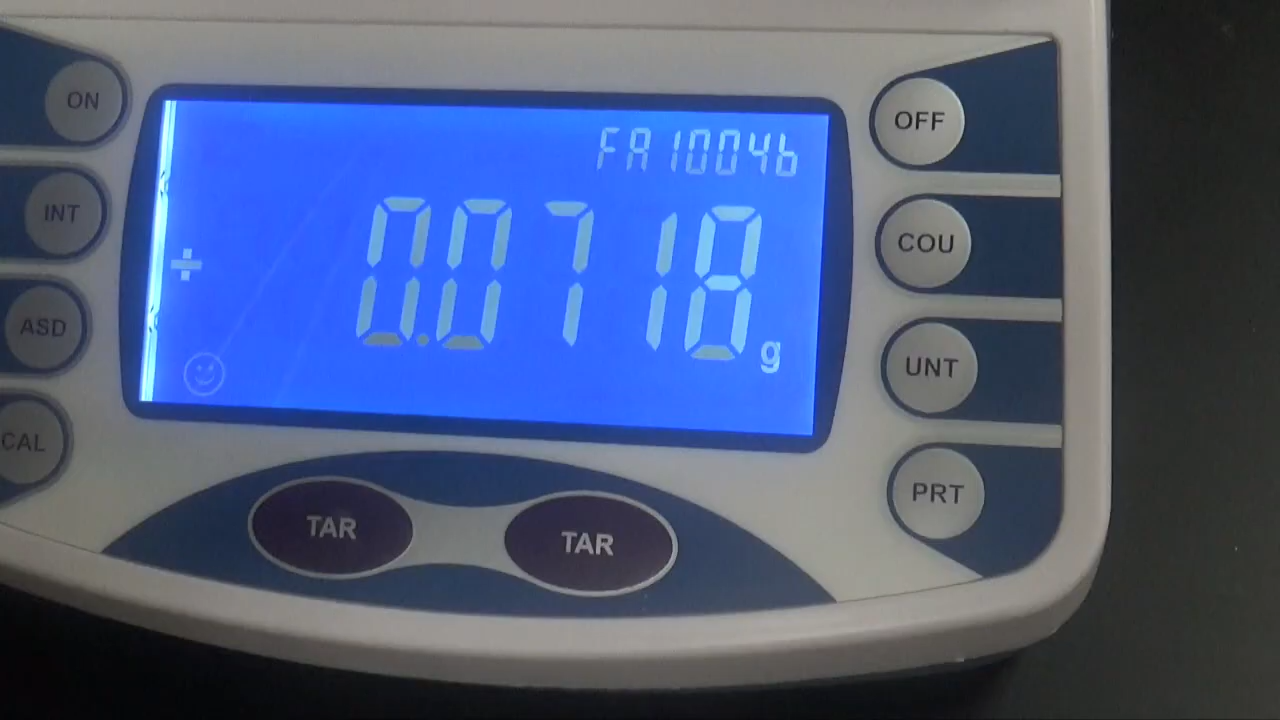 ON
OFF
FA1004b
INT
COU
÷
0.0718 g
ASD
UNT
CAL
PRT
TAR
TAR